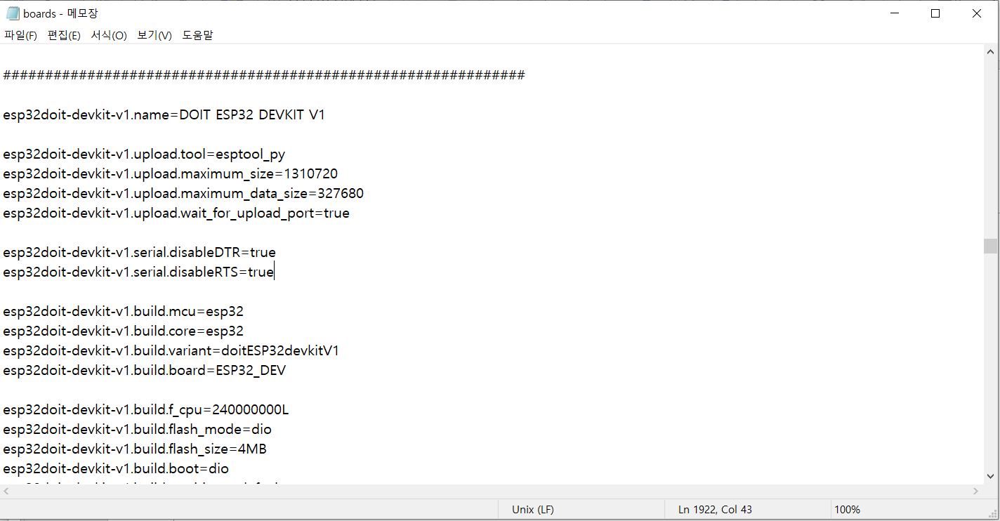 boards - 메모장
파일(F) 편집(E) 서식(O) 보기(V) 도움말
##############################################################
esp32doit-devkit-v1.name=DOIT ESP32 DEVKIT V1
esp32doit-devkit-v1.upload.tool=esptool_py
esp32doit-devkit-v1.upload.maximum_size=1310720
esp32doit-devkit-v1.upload.maximum_data_size=327680
esp32doit-devkit-v1.upload.wait_for_upload_port=true
esp32doit-devkit-v1.serial.disableDTR=true
esp32doit-devkit-v1.serial.disableRTS=true
esp32doit-devkit-v1.build.mcu=esp32
esp32doit-devkit-v1.build.core=esp32
esp32doit-devkit-v1.build.variant=doitESP32devkitV1
esp32doit-devkit-v1.build.board=ESP32_DEV
esp32doit-devkit-v1.build.f_cpu=240000000L
esp32doit-devkit-v1.build.flash_mode=dio
esp32doit-devkit-v1.build.flash_size=4MB
esp32doit-devkit-v1.build.boot=dio
Unix (LF) Ln 1922, Col 43 100%